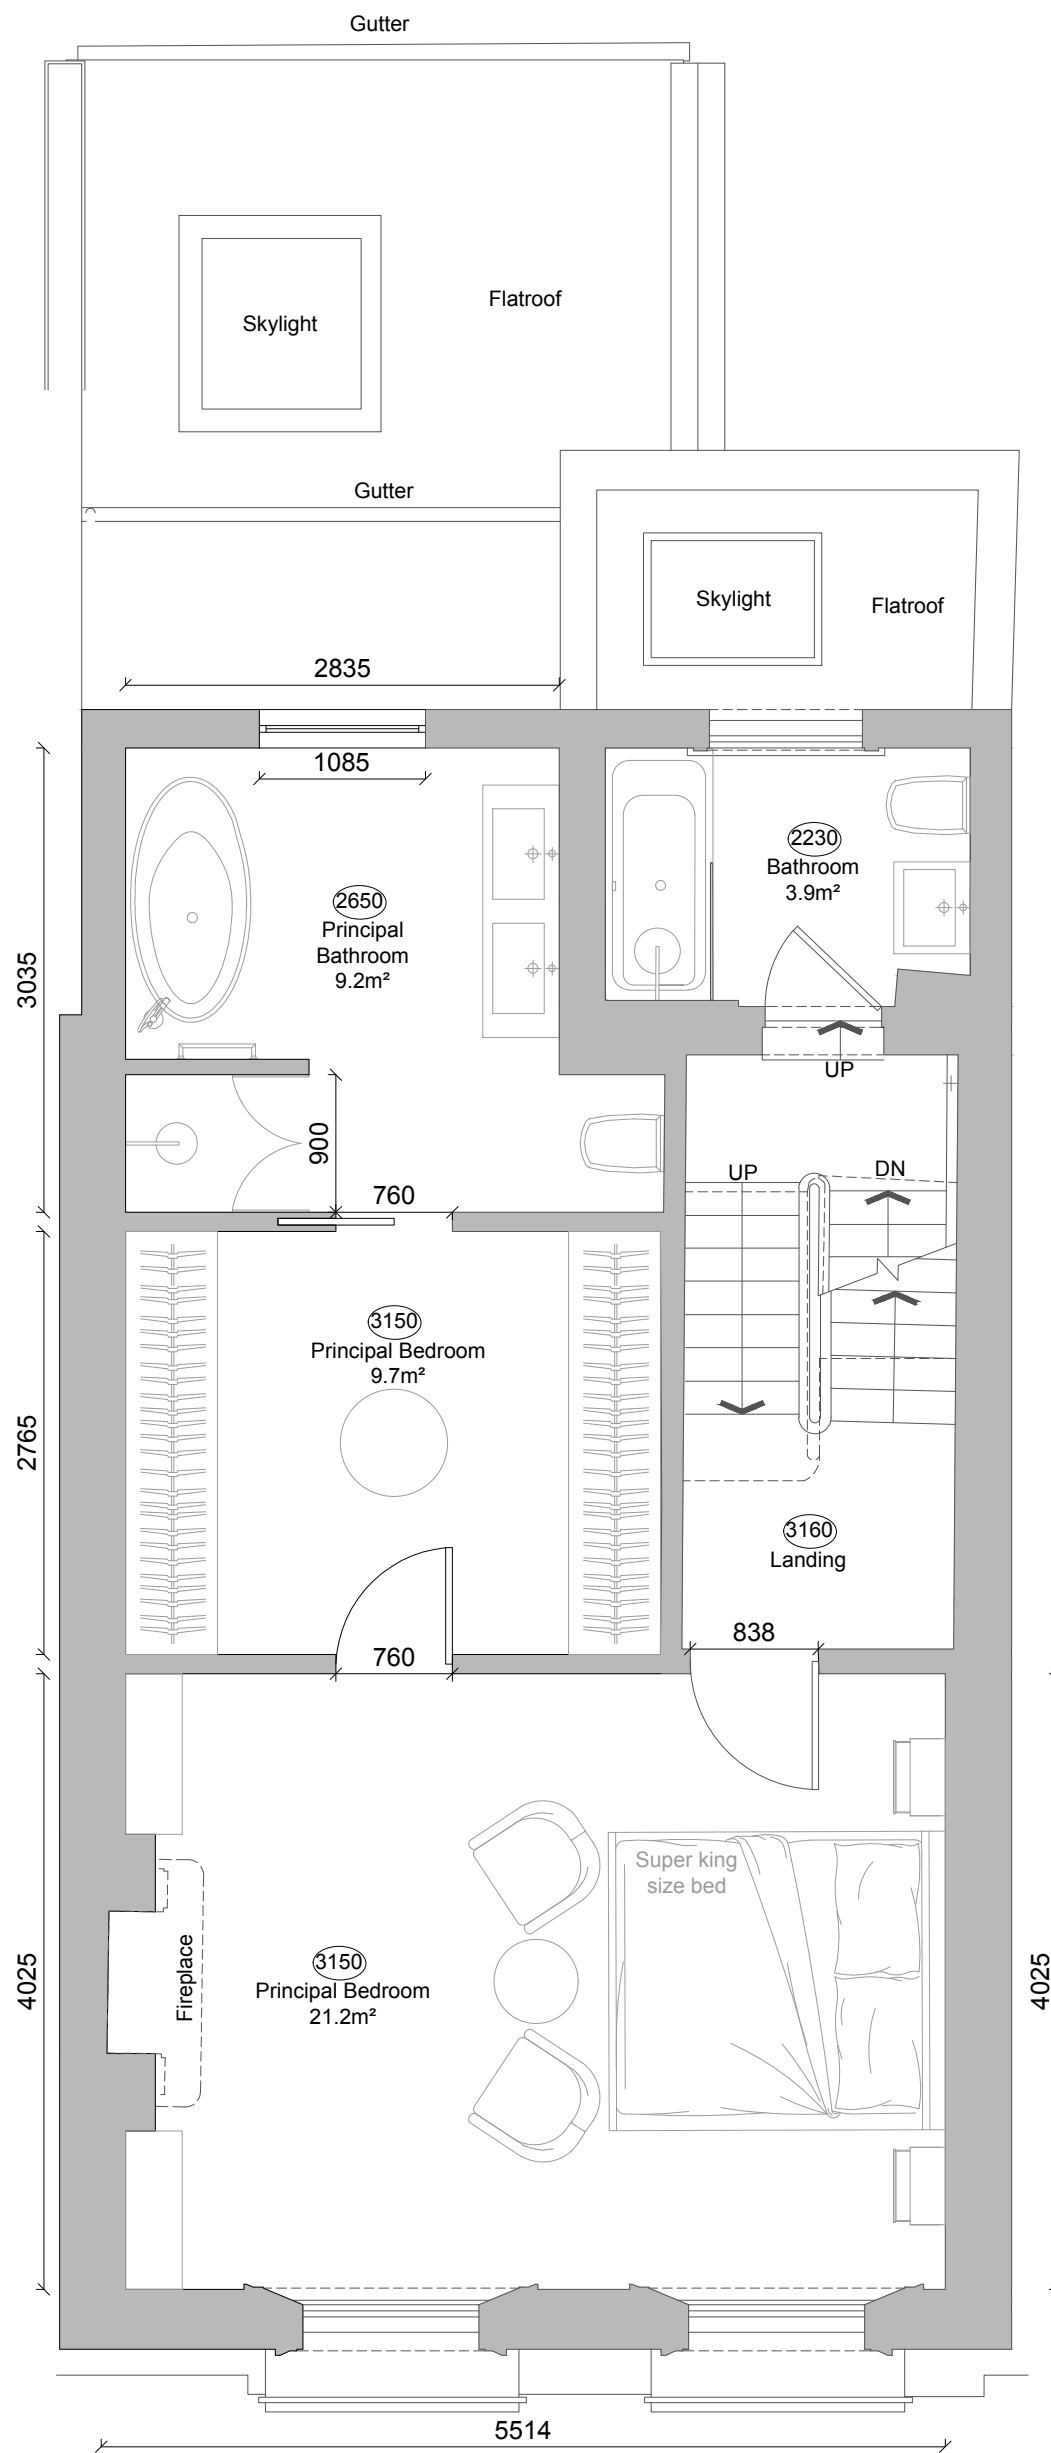 Gutter
Skylight
Flatroof
Gutter
Skylight
Flatroof
2835
1085
2230
Bathroom
3.9m²
2650
Principal
Bathroom
9.2m²
3035
UP
900
UP
DN
760
3150
Principal Bedroom
9.7m²
2765
3160
Landing
838
760
Super king
size bed
3150
Principal Bedroom
21.2m²
Fireplace
4025
4025
5514